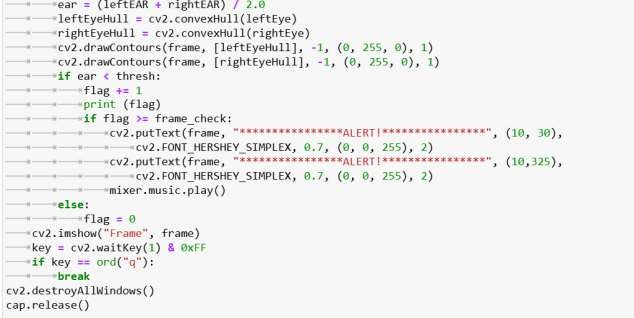 ear = (leftEAR + rightEAR) / 2.0
leftEyeHull = cv2.convexHull(leftEye)
rightEyeHull = cv2.convexHull(rightEye)
cv2.drawContours(frame, [leftEyeHull], -1, (0, 255, 0), 1)
cv2.drawContours(frame, [rightEyeHull], -1, (0, 255, 0), 1)
if ear < thresh:
flag += 1
print (flag)
if flag >= frame_check:
cv2.putText(frame, "****************ALERT!****************", (10, 30),
cv2.FONT_HERSHEY_SIMPLEX, 0.7, (0, 0, 255), 2)
cv2.putText(frame, "****************ALERT!****************", (10,325),
cv2.FONT_HERSHEY_SIMPLEX, 0.7, (0, 0, 255), 2)
mixer.music.play()
else:
flag = 0
cv2.imshow("Frame", frame)
key = cv2.waitKey(1) & 0xFF
if key == ord("q"):
break
cv2.destroyAllWindows()
cap.release()